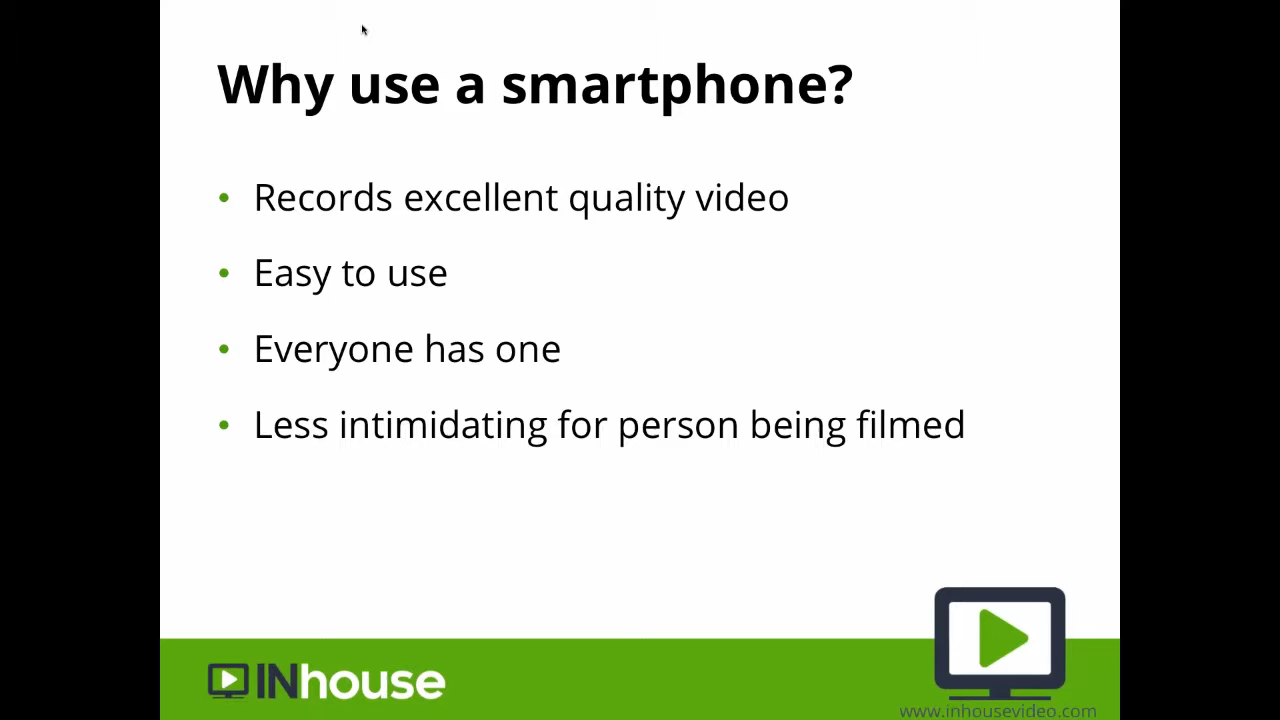 Why use a smartphone?
• Records excellent quality video
• Easy to use
• Everyone has one
• Less intimidating for person being filmed
INhouse
www.inhousevideo.com